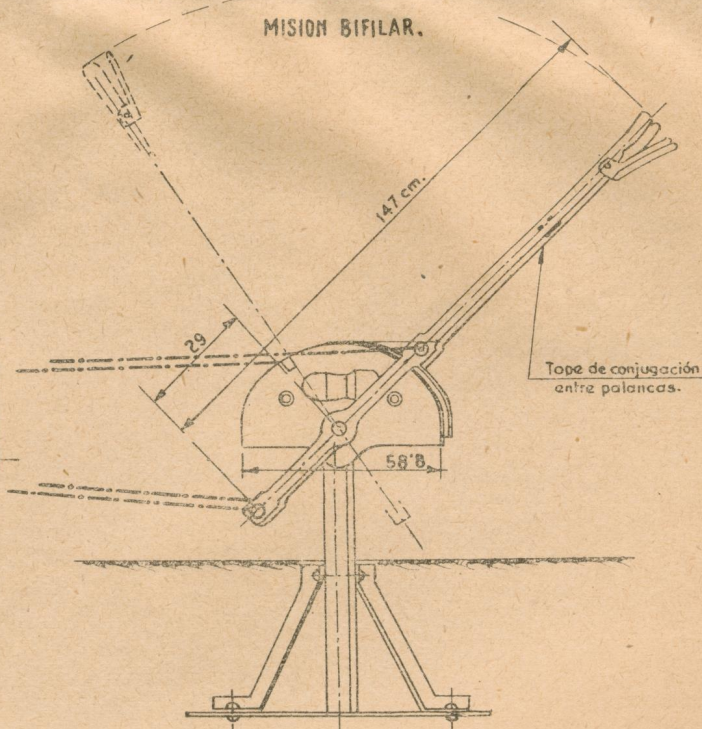 MISION BIFILAR.
147 cm.
29
Tope de conjugación
entre palancas.
58'8